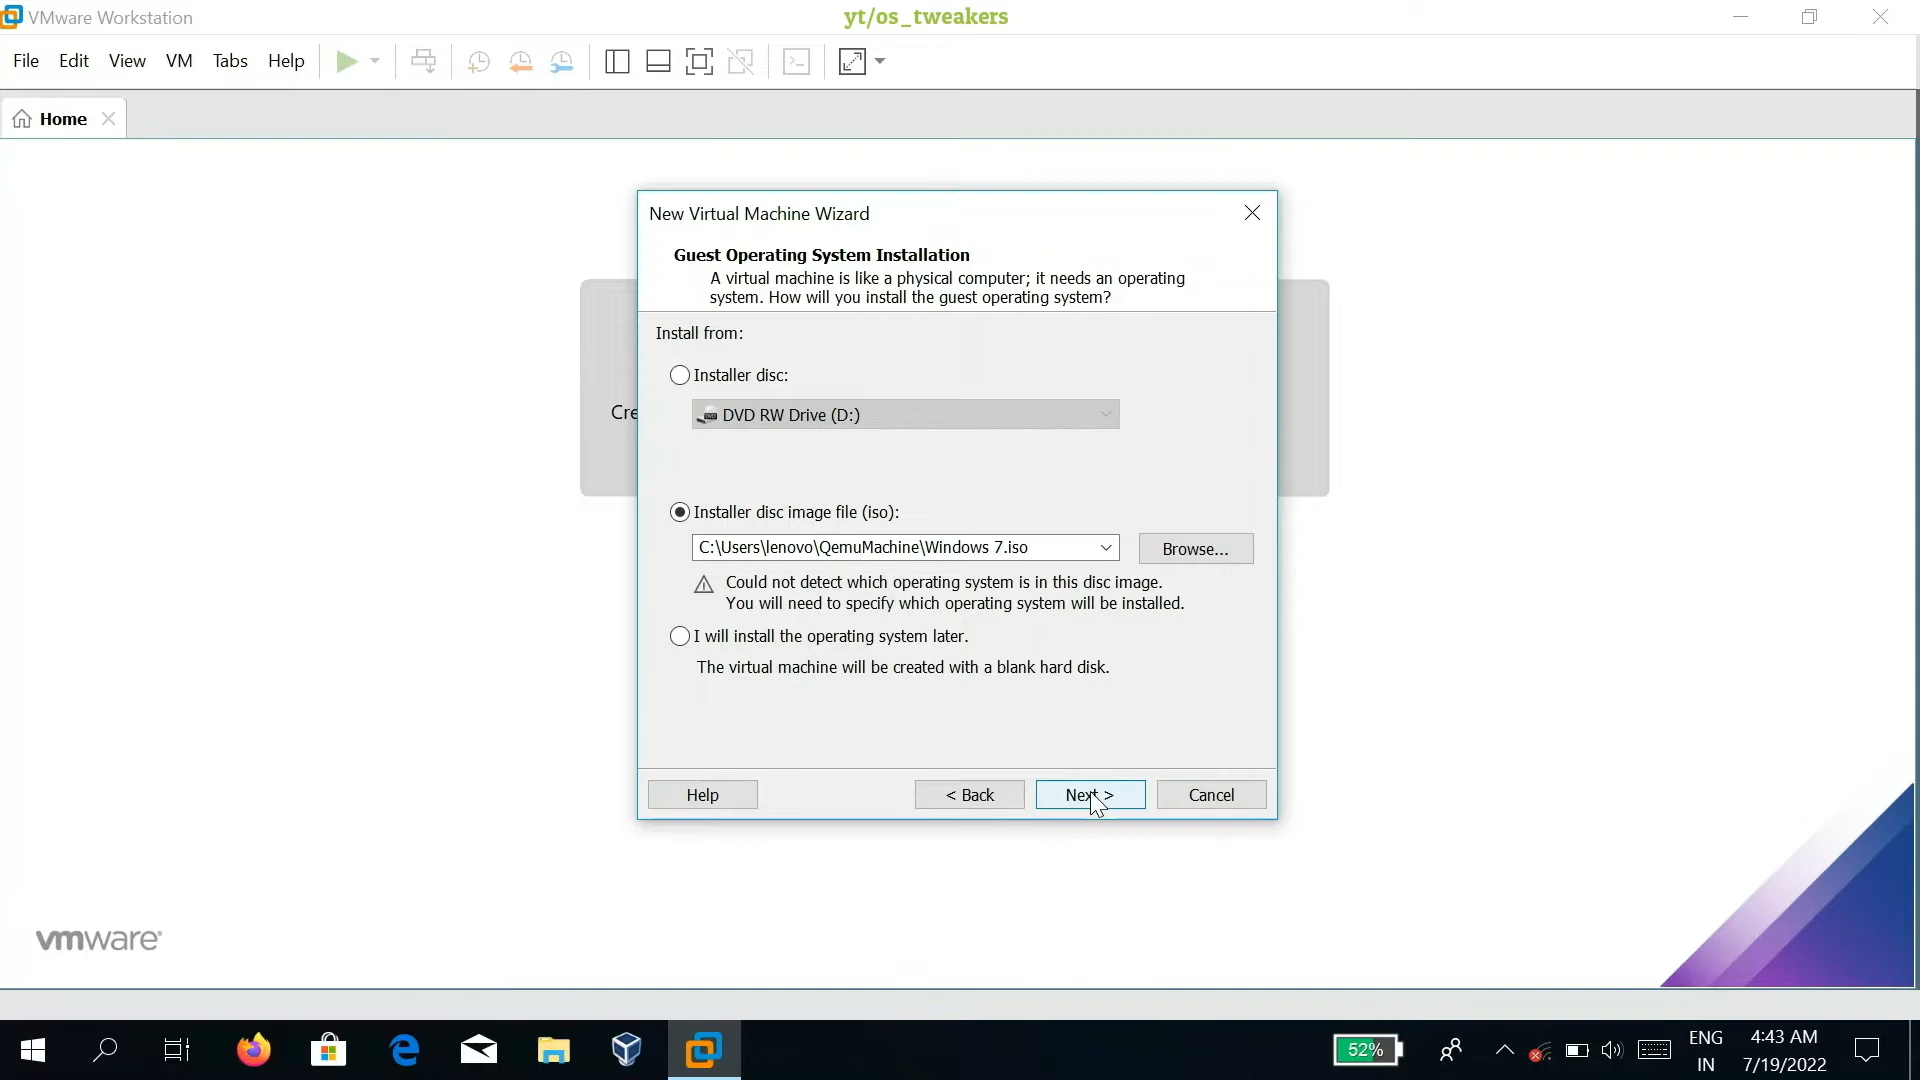 VMware Workstation
yt/os_tweakers
File Edit View VM Tabs Help
Home
New Virtual Machine Wizard
Guest Operating System Installation
A virtual machine is like a physical computer; it needs an operating
system. How will you install the guest operating system?
Install from:
Installer disc:
Cre
DVD RW Drive (D:)
Installer disc image file (iso):
C:\Users\lenovo\QemuMachine\Windows 7.iso
Browse...
Could not detect which operating system is in this disc image.
You will need to specify which operating system will be installed.
I will install the operating system later.
The virtual machine will be created with a blank hard disk.
Help
< Back
Next >
Cancel
vmware
52%
ENG
IN
4:43 AM
7/19/2022